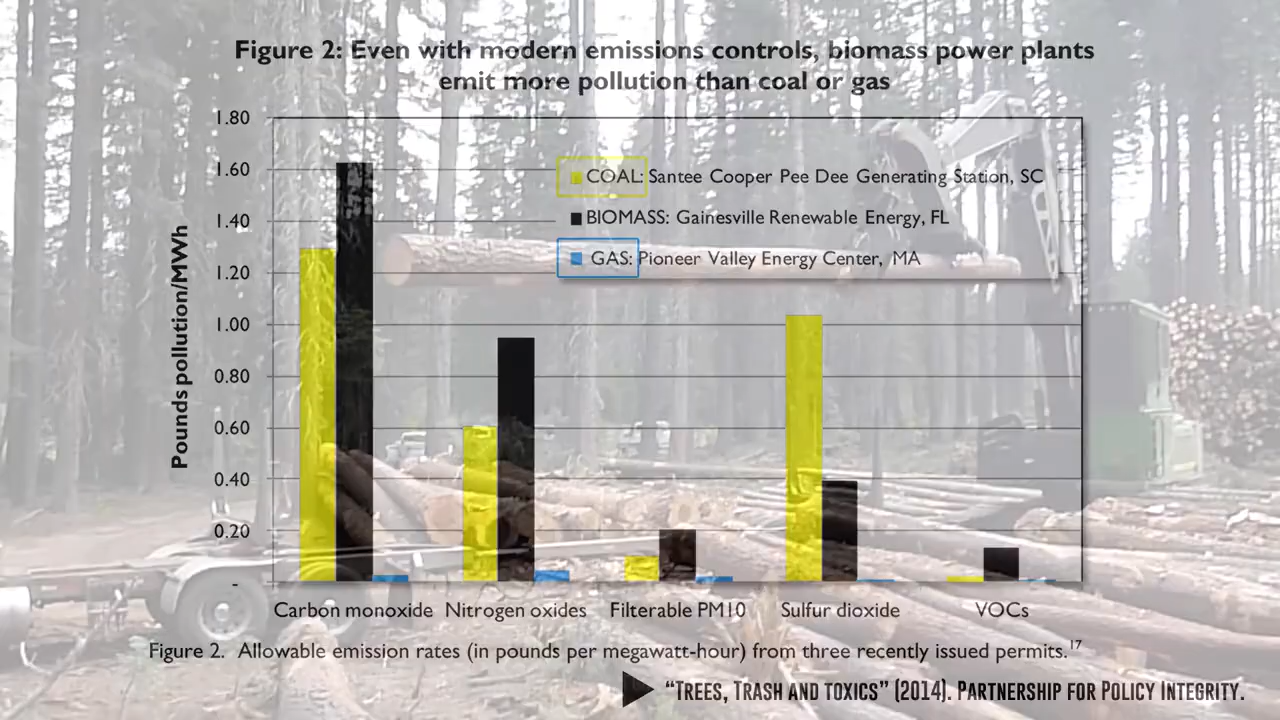 Figure 2: Even with modern emissions controls, biomass power plants
emit more pollution than coal or gas
Pounds pollution/MWh
1.80
1.60
1.40
1.20
1.00
0.80
0.60
0.40
0.20
-
COAL: Santee Cooper Pee Dee Generating Station, SC
BIOMASS: Gainesville Renewable Energy, FL
GAS: Pioneer Valley Energy Center, MA
Carbon monoxide Nitrogen oxides Filterable PM10 Sulfur dioxide VOCs
Figure 2. Allowable emission rates (in pounds per megawatt-hour) from three recently issued permits.17
"TREES, TRASH AND TOXICS" (2014). PARTNERSHIP FOR POLICY INTEGRITY.